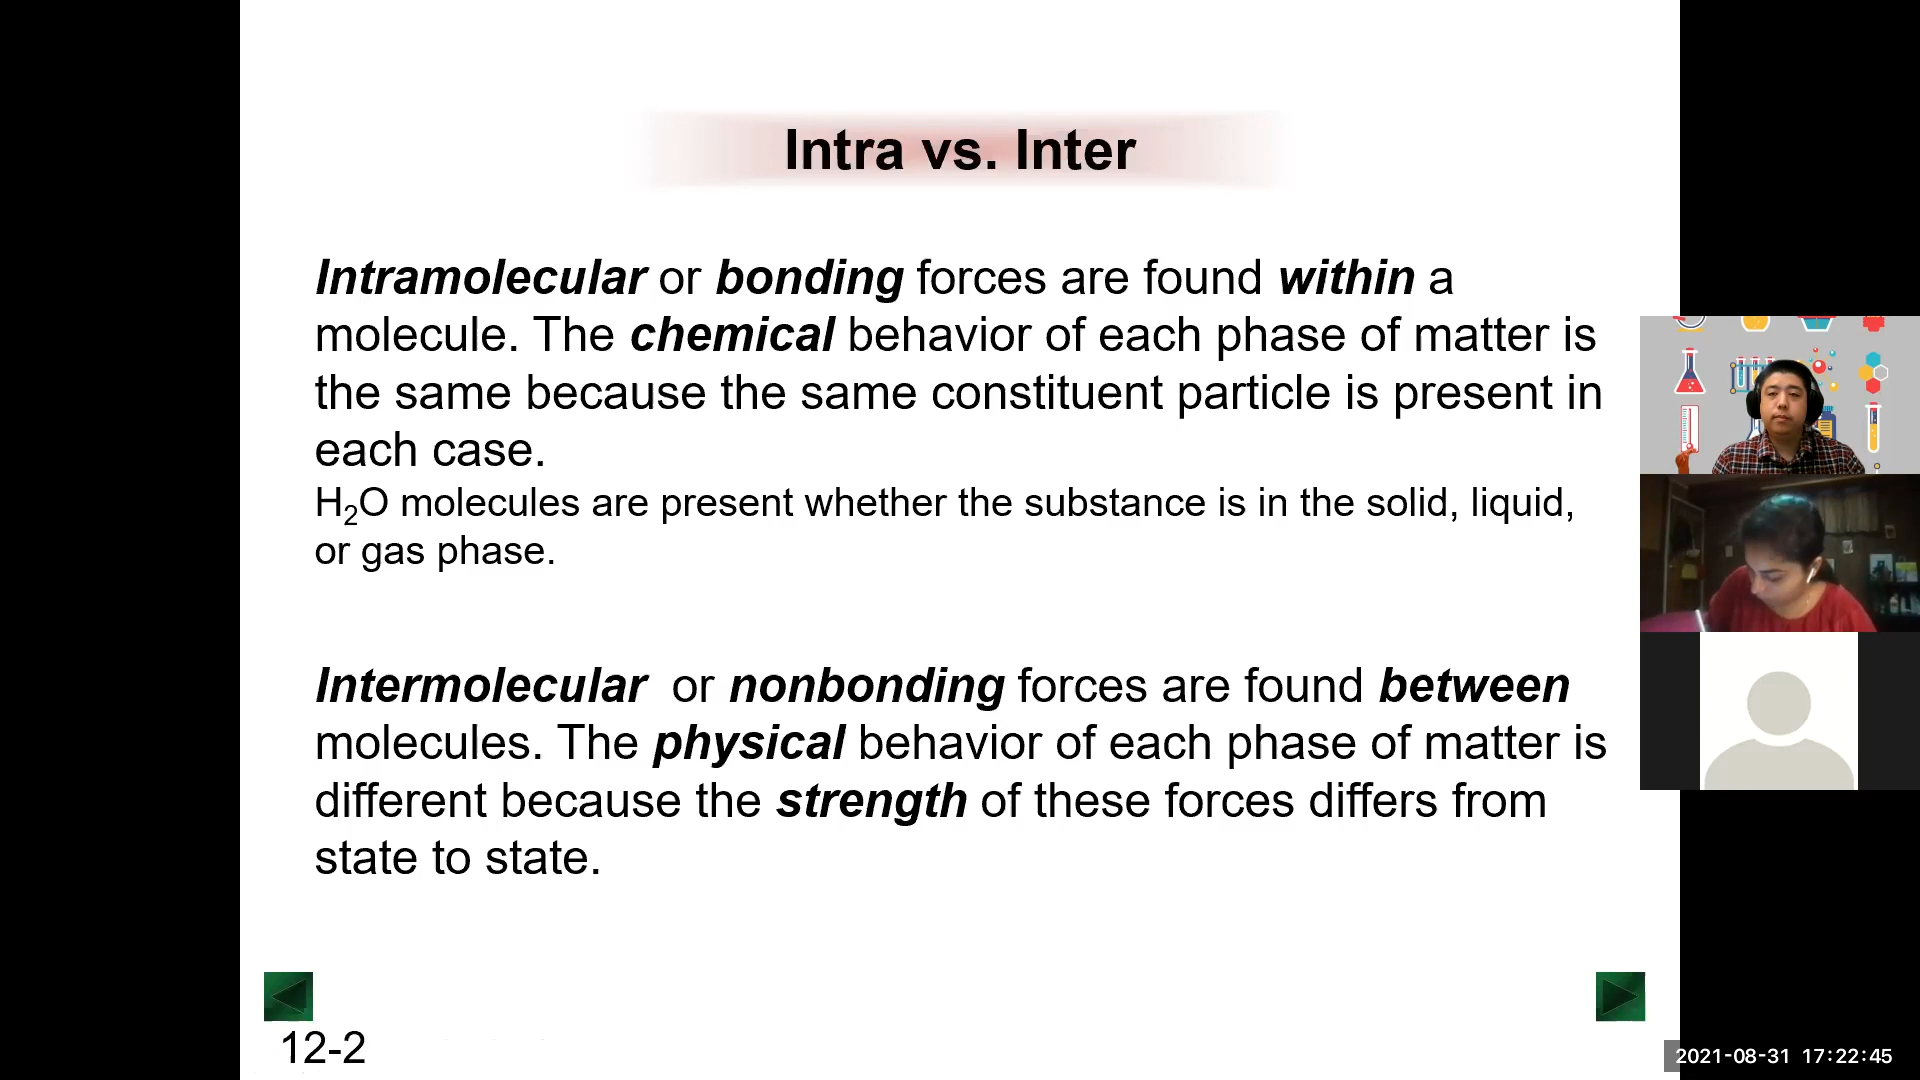 Intra vs. Inter
Intramolecular or bonding forces are found within a
molecule. The chemical behavior of each phase of matter is
the same because the same constituent particle is present in
each case.
H₂O molecules are present whether the substance is in the solid, liquid,
or gas phase.
Intermolecular or nonbonding forces are found between
molecules. The physical behavior of each phase of matter is
different because the strength of these forces differs from
state to state.
12-2
2021-08-31 17:22:45